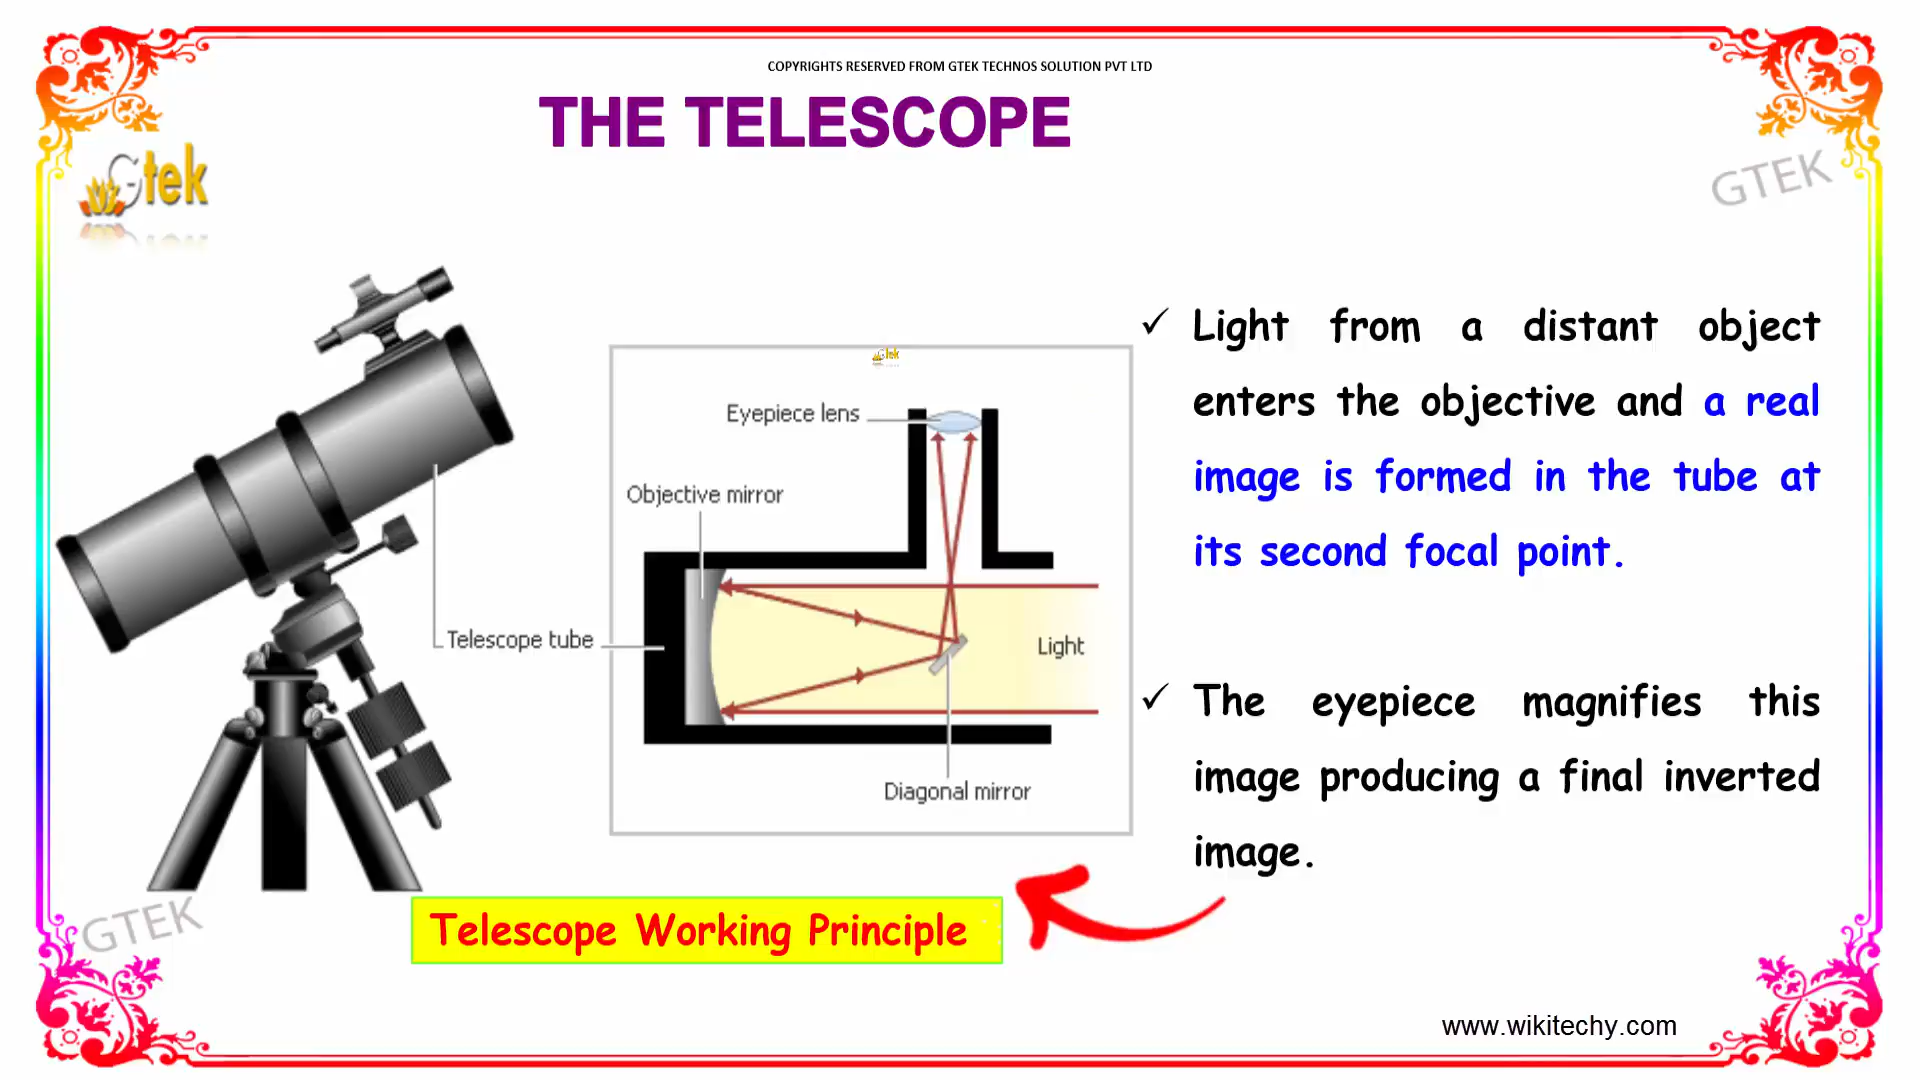 COPYRIGHTS RESERVED FROM GTEK TECHNOS SOLUTION PVT LTD
THE TELESCOPE
Gtek
GTEK
Gtek
Eyepiece lens
Objective mirror
Telescope tube
Light
Diagonal mirror
✓ Light from a distant object
enters the objective and a real
image is formed in the tube at
its second focal point.
✓ The eyepiece magnifies this
image producing a final inverted
image.
GTEK
Telescope Working Principle
www.wikitechy.com